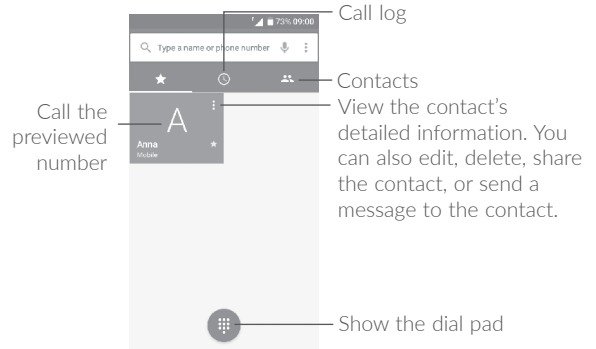 Call log
73% 09:00
Type a name or phone number
Contacts
Call the
previewed
number
A
Anna
Mobile
View the contact's
detailed information. You
can also edit, delete, share
the contact, or send a
message to the contact.
Show the dial pad